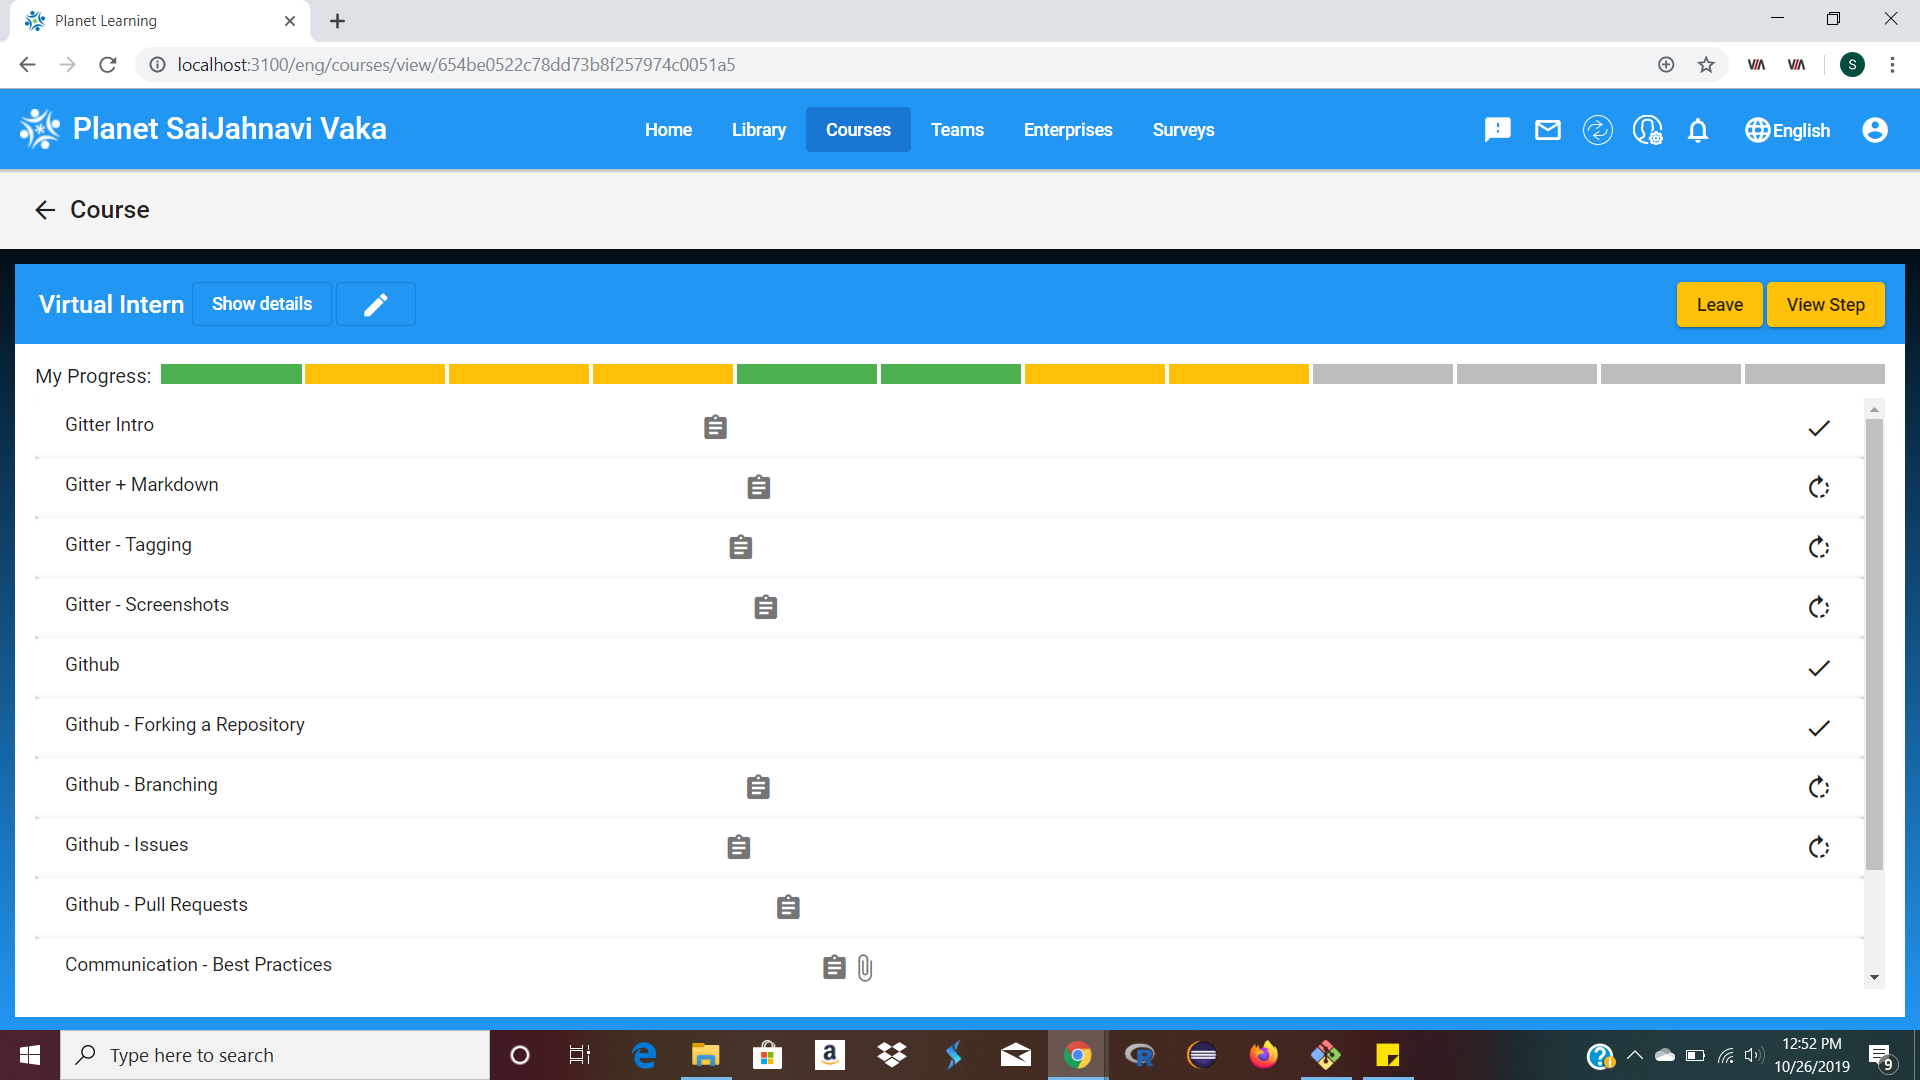 Planet Learning
localhost:3100/eng/courses/view/654be0522c78dd73b8f257974c0051a5
VIA VIA S
Planet SaiJahnavi Vaka
Home Library Courses Teams Enterprises Surveys
English
Course
Virtual Intern Show details
Leave View Step
My Progress:
Gitter Intro
Gitter + Markdown
Gitter - Tagging
Gitter - Screenshots
Github
Github - Forking a Repository
Github - Branching
Github - Issues
Github - Pull Requests
Communication - Best Practices
Type here to search
12:52 PM
10/26/2019
9